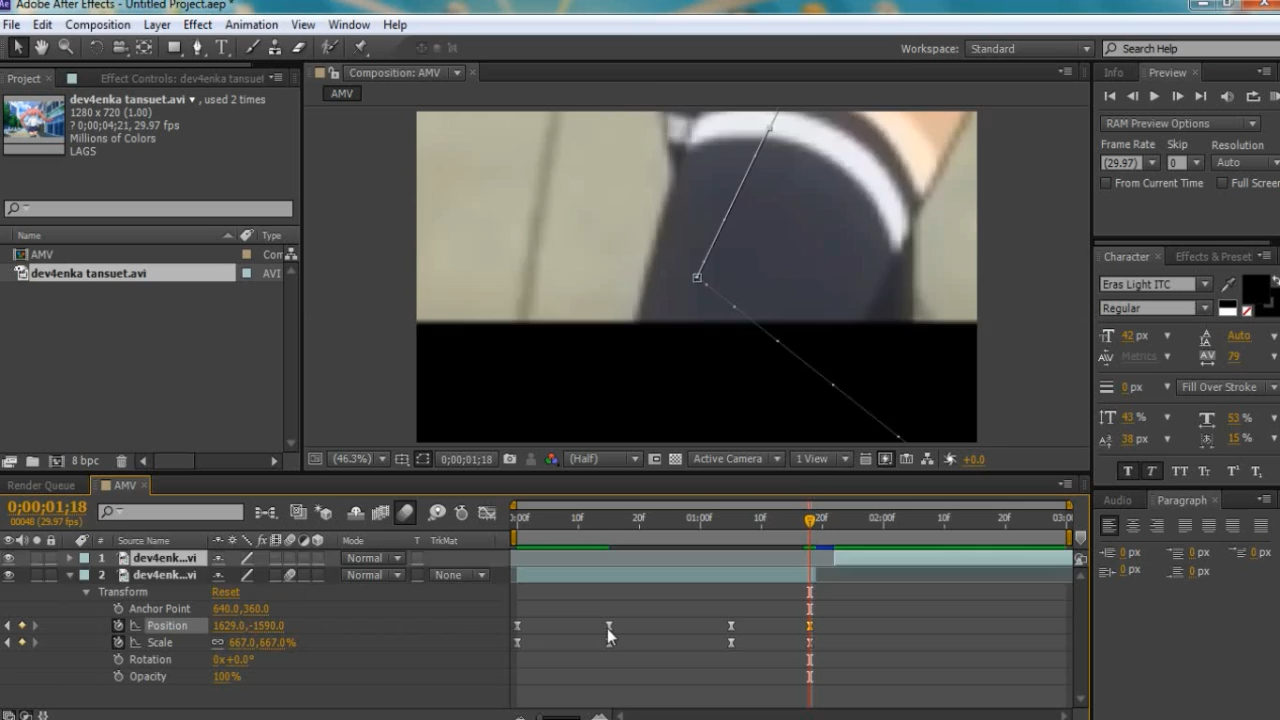 Adobe After Effects - Untitled Project.aep *
File Edit Composition Layer Effect Animation View Window Help
Workspace: Standard Search Help
Project Effect Controls: dev4enka tansuet
Composition: AMV
Info Preview
dev4enka tansuet.avi , used 2 times
1280 x 720 (1.00)
? 0;00;04;21, 29.97 fps
Millions of Colors
LAGS
AMV
RAM Preview Options
Frame Rate Skip Resolution
(29.97) 0 Auto
From Current Time Full Screen
Name Type
AMV
dev4enka tansuet.avi AVI
Character Effects & Preset
Eras Light ITC
Regular
42 px Auto
Metrics 79
0 px Fill Over Stroke
43 % 53 %
38 px 15 %
T T TT Tr T¹ T₁
8 bpc
(46.3%) 0;00;01;18 (Half) Active Camera 1 View +0.0
Render Queue AMV
Audio Paragraph
0;00;01;18
00048 (29.97 fps)
0:00f 10f 20f 01:00f 10f 20f 02:00f 10f 20f 03:0
# Source Name Mode T TrkMat
1 dev4enk...vi Normal
2 dev4enk...vi Normal None
Transform Reset
Anchor Point 640.0,360.0
Position 1629.0,-1590.0
Scale 667.0,667.0%
Rotation 0x+0.0°
Opacity 100%
0 px 0 px 0 px
0 px 0 px